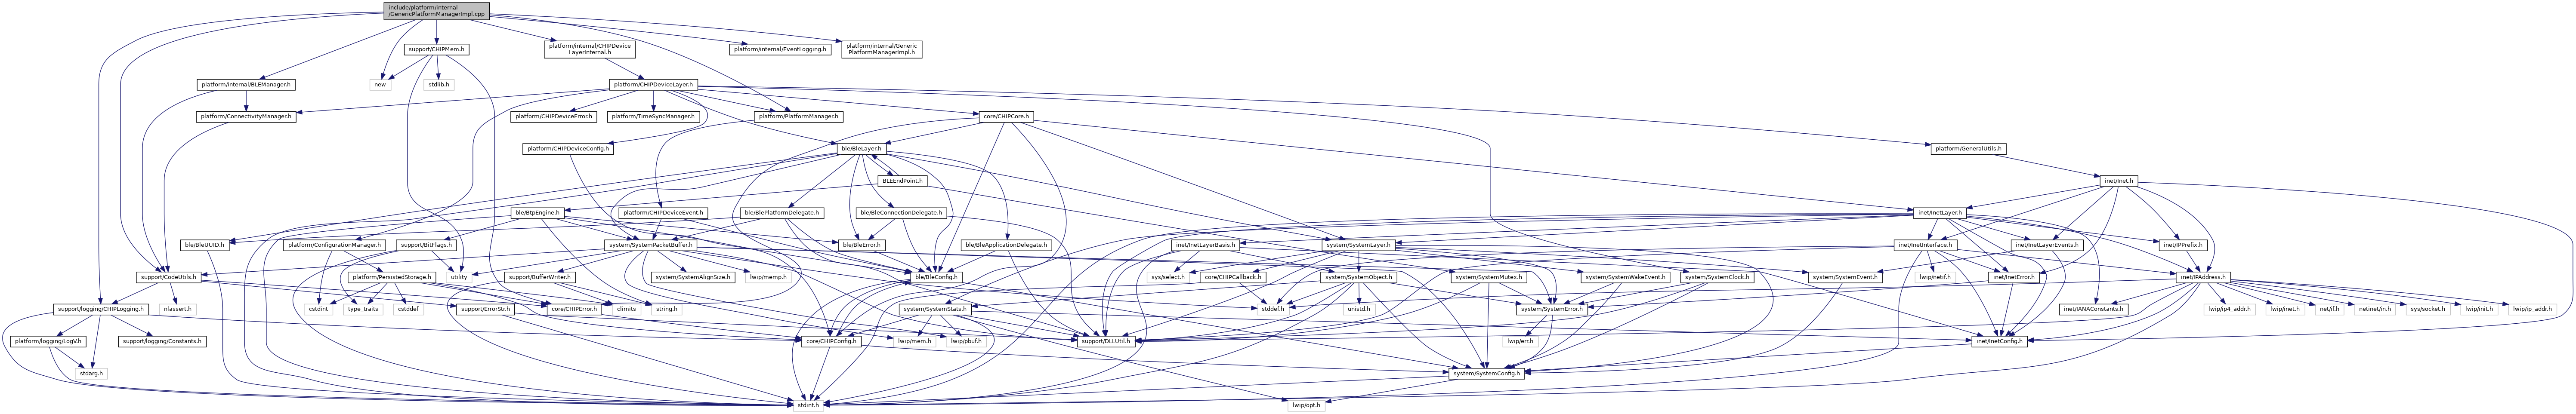 include/platform/internal
/GenericPlatformManagerImpl.cpp
support/CHIPMem.h
platform/internal/CHIPDevice
LayerInternal.h
platform/internal/EventLogging.h
platform/internal/Generic
PlatformManagerImpl.h
platform/internal/BLEManager.h
new
stdlib.h
platform/CHIPDeviceLayer.h
platform/ConnectivityManager.h
platform/CHIPDeviceError.h
platform/TimeSyncManager.h
platform/PlatformManager.h
core/CHIPCore.h
platform/CHIPDeviceConfig.h
ble/BleLayer.h
platform/GeneralUtils.h
BLEEndPoint.h
inet/inet.h
ble/BtpEngine.h
platform/CHIPDeviceEvent.h
ble/BlePlatformDelegate.h
ble/BleConnectionDelegate.h
inet/InetLayer.h
ble/BleUUID.h
platform/ConfigurationManager.h
support/BitFlags.h
system/SystemPacketBuffer.h
ble/BleError.h
ble/BleApplicationDelegate.h
inet/InetLayerBasis.h
system/SystemLayer.h
inet/InetInterface.h
inet/InetLayerEvents.h
inet/IPPrefix.h
support/CodeUtils.h
platform/PersistedStorage.h
utility
support/BufferWriter.h
system/SystemAlignSize.h
lwip/memp.h
ble/BleConfig.h
sys/select.h
core/CHIPCallback.h
system/SystemObject.h
system/SystemMutex.h
system/SystemWakeEvent.h
system/SystemClock.h
system/SystemEvent.h
lwip/netif.h
inet/InetError.h
inet/IPAddress.h
support/logging/CHIPLogging.h
nlassert.h
cstdint
type_traits
cstddef
support/ErrorStr.h
core/CHIPError.h
climits
string.h
system/SystemStats.h
stddef.h
unistd.h
system/SystemError.h
inet/IANAConstants.h
lwip/ip4_addr.h
lwip/inet.h
net/if.h
netinet/in.h
sys/socket.h
lwip/init.h
lwip/ip_addr.h
platform/logging/LogV.h
support/logging/Constants.h
core/CHIPConfig.h
lwip/mem.h
lwip/pbuf.h
support/DLLUtil.h
lwip/err.h
inet/InetConfig.h
stdarg.h
system/SystemConfig.h
stdint.h
lwip/opt.h